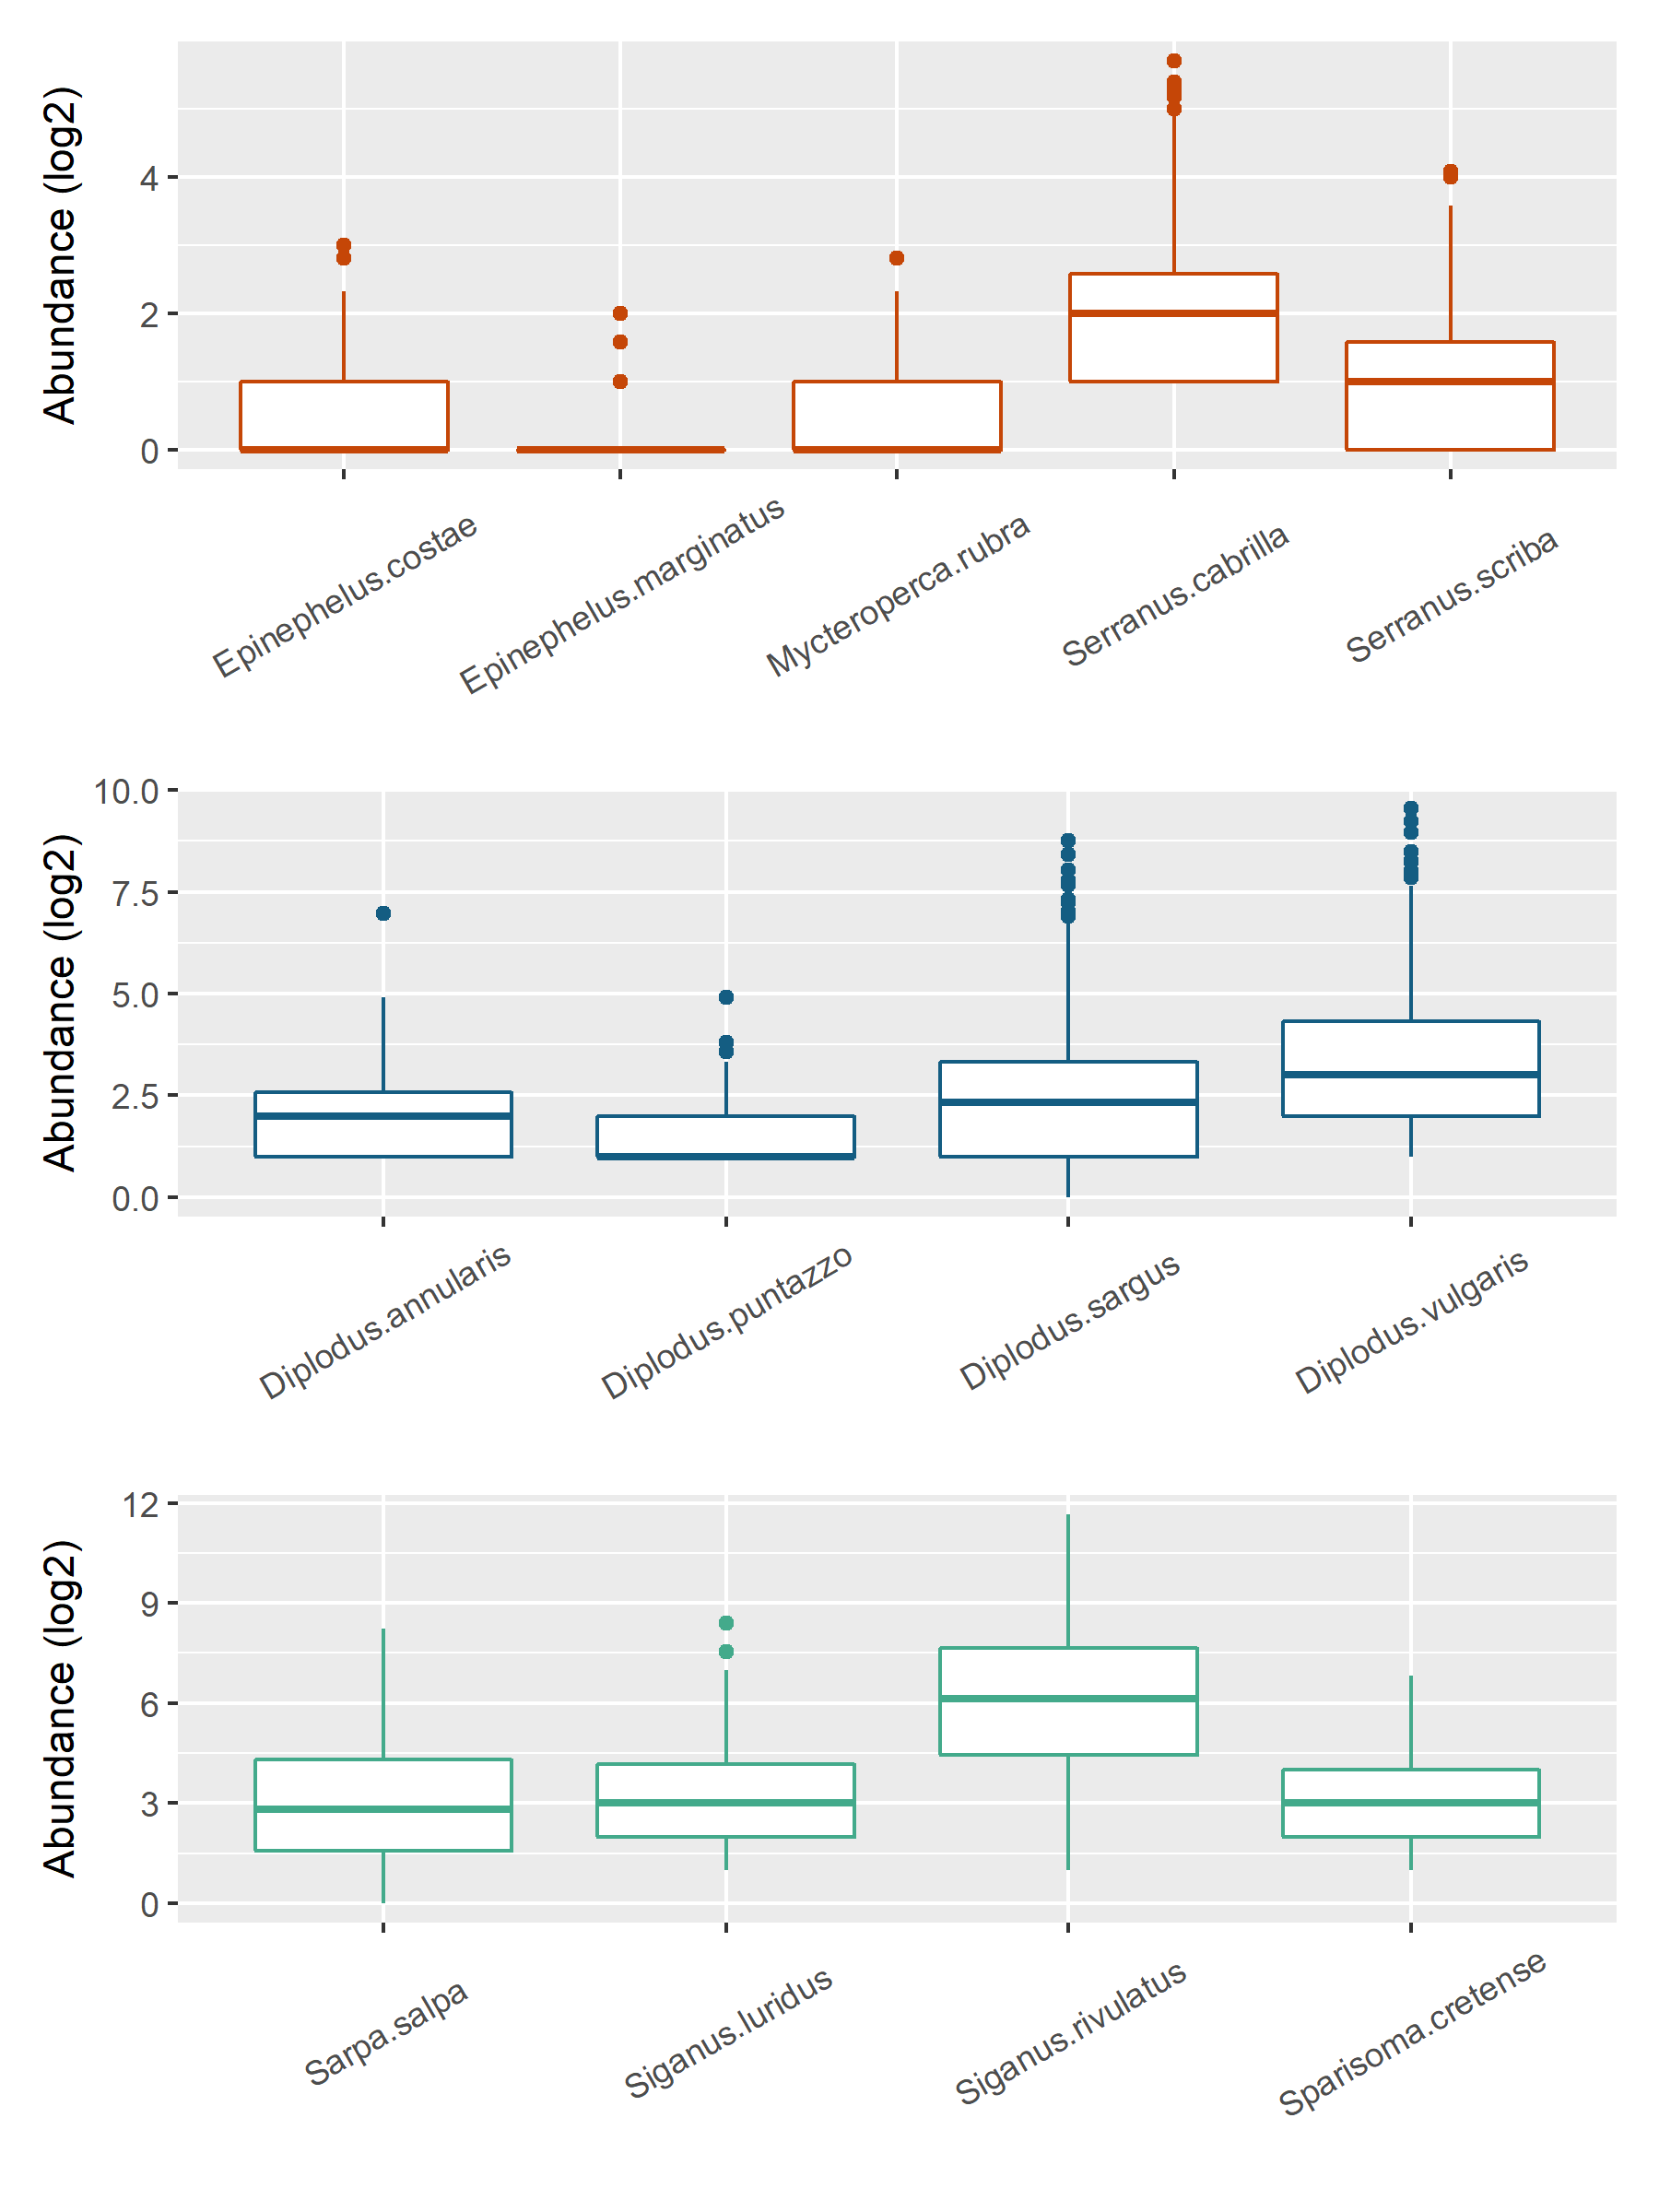 Abundance (log2)
4
2
0
Epinephelus.costae
Epinephelus.marginatus
Mycteroperca.rubra
Serranus.cabrilla
Serranus.scriba
Abundance (log2)
10.0
7.5
5.0
2.5
0.0
Diplodus.annularis
Diplodus.puntazzo
Diplodus.sargus
Diplodus.vulgaris
Abundance (log2)
12
9
6
3
0
Sarpa.salpa
Siganus.luridus
Siganus.rivulatus
Sparisoma.cretense